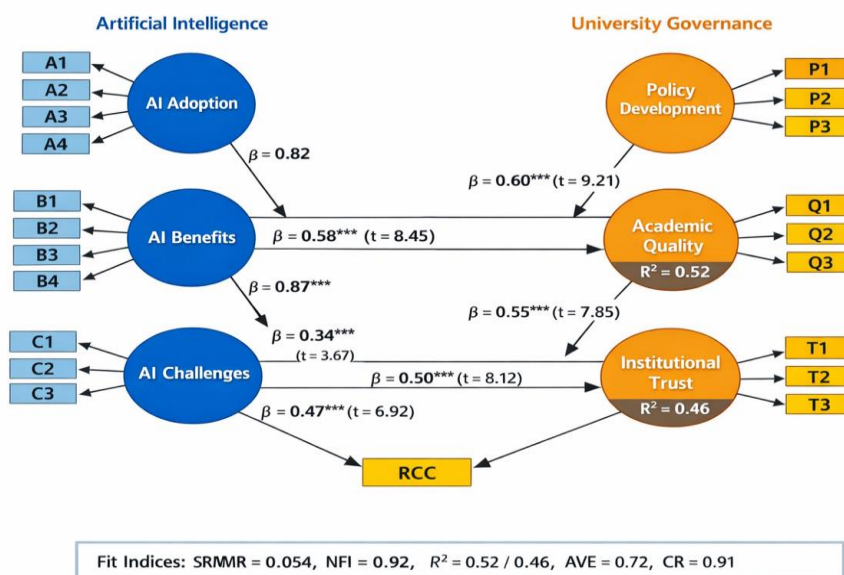 Artificial Intelligence
University Governance
A1
A2
A3
A4
AI Adoption
Policy
Development
P1
P2
P3
β = 0.82
β = 0.60*** (t = 9.21)
B1
B2
B3
B4
AI Benefits
β = 0.58*** (t = 8.45)
Academic
Quality
R² = 0.52
Q1
Q2
Q3
β = 0.87***
β = 0.55*** (t = 7.85)
β = 0.34***
(t = 3.67)
C1
C2
C3
AI Challenges
β = 0.50*** (t = 8.12)
Institutional
Trust
R² = 0.46
T1
T2
T3
β = 0.47*** (t = 6.92)
RCC
Fit Indices: SRMMR = 0.054, NFI = 0.92, R² = 0.52 / 0.46, AVE = 0.72, CR = 0.91